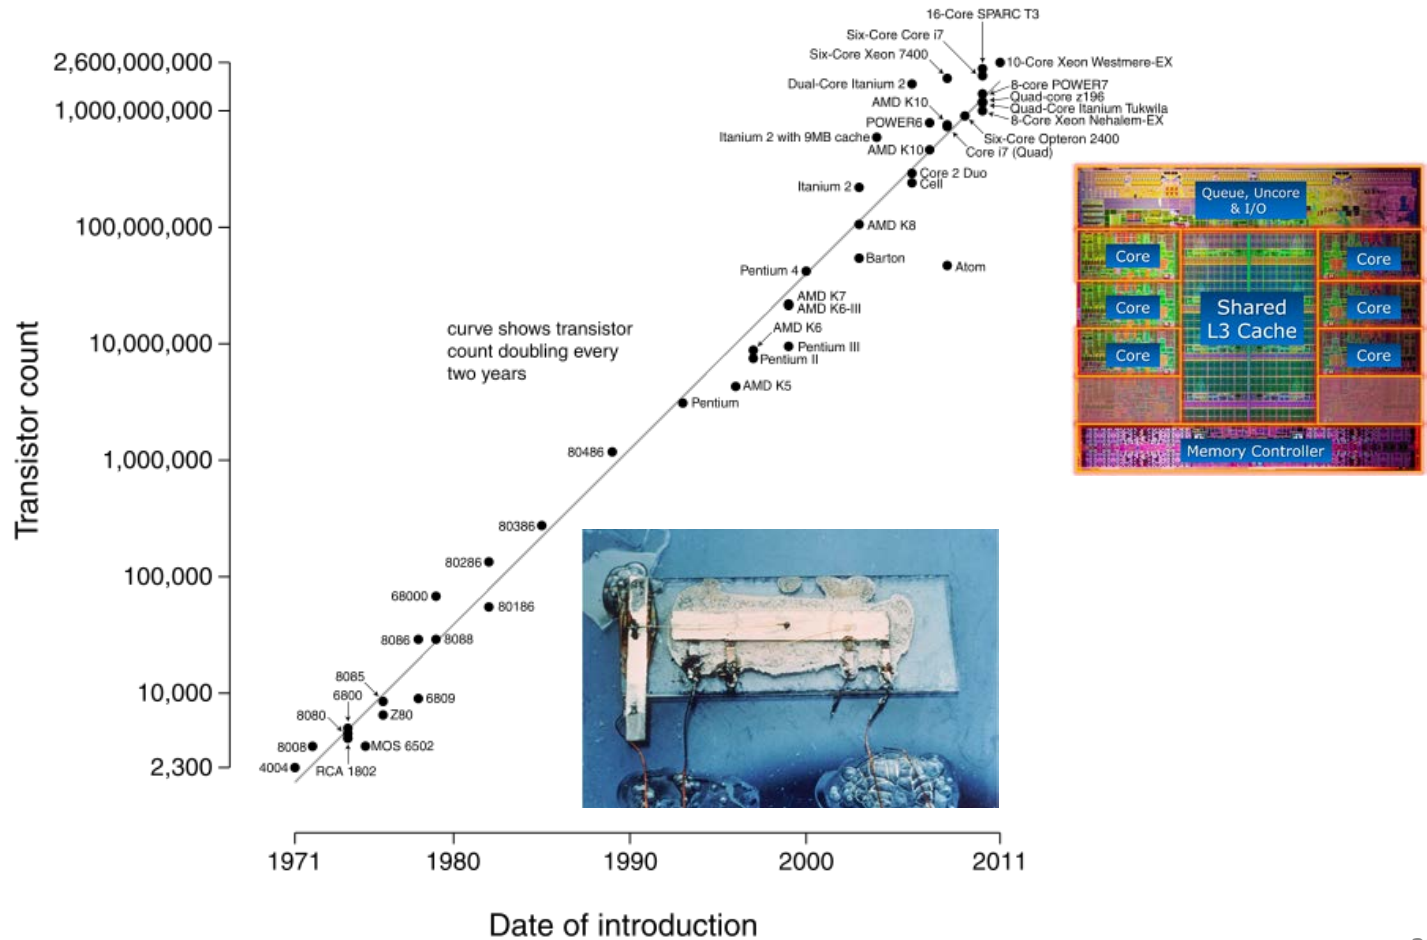 16-Core SPARC T3
Six-Core Core i7
Six-Core Xeon 7400
10-Core Xeon Westmere-EX
Dual-Core Itanium 2
8-core POWER7
Quad-core z196
AMD K10
Quad-Core Itanium Tukwila
POWER6
8-Core Xeon Nehalem-EX
Itanium 2 with 9MB cache
Six-Core Opteron 2400
AMD K10
Core i7 (Quad)
Core 2 Duo
Itanium 2
Cell
AMD K8
Barton
Pentium 4
Atom
AMD K7
AMD K6-III
AMD K6
Pentium III
Pentium II
AMD K5
Pentium
80486
80386
80286
68000
80186
8086
8088
8085
6800
6809
8080
Z80
8008
MOS 6502
4004
RCA 1802
curve shows transistor
count doubling every
two years
2,600,000,000
1,000,000,000
100,000,000
10,000,000
1,000,000
100,000
10,000
2,300
Transistor count
1971
1980
1990
2000
2011
Date of introduction
Queue, Uncore
& I/O
Core
Core
Core
Core
Core
Core
Shared
L3 Cache
Memory Controller